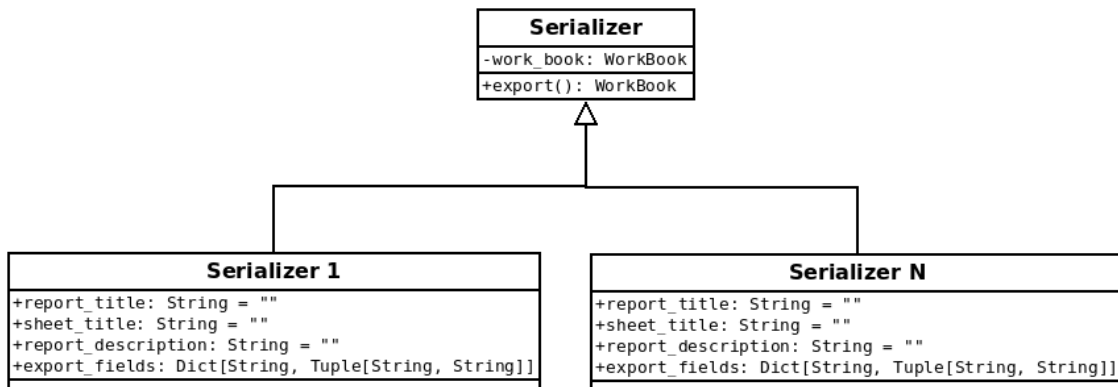 Serializer
-work_book: WorkBook
+export(): WorkBook
Serializer 1
+report_title: String = ""
+sheet_title: String = ""
+report_description: String = ""
+export_fields: Dict[String, Tuple[String, String]]
Serializer N
+report_title: String = ""
+sheet_title: String = ""
+report_description: String = ""
+export_fields: Dict[String, Tuple[String, String]]